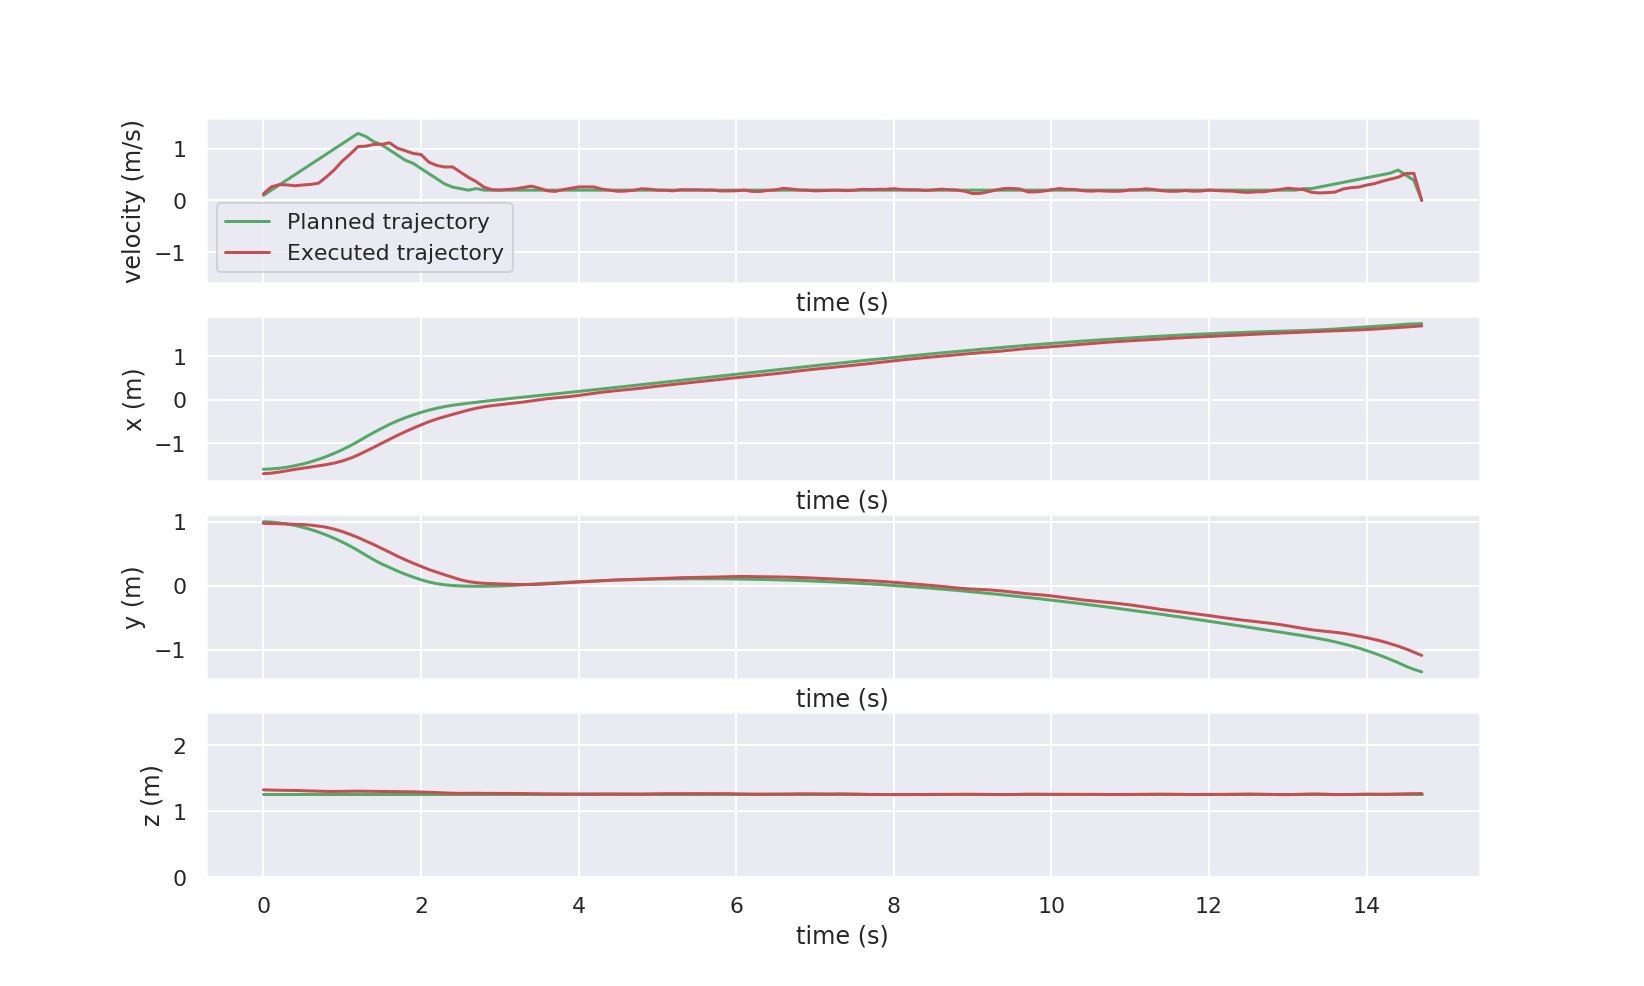 velocity (m/s)
1
0
−1
Planned trajectory
Executed trajectory
time (s)
x (m)
1
0
−1
time (s)
y (m)
1
0
−1
time (s)
z (m)
2
1
0
0 2 4 6 8 10 12 14
time (s)